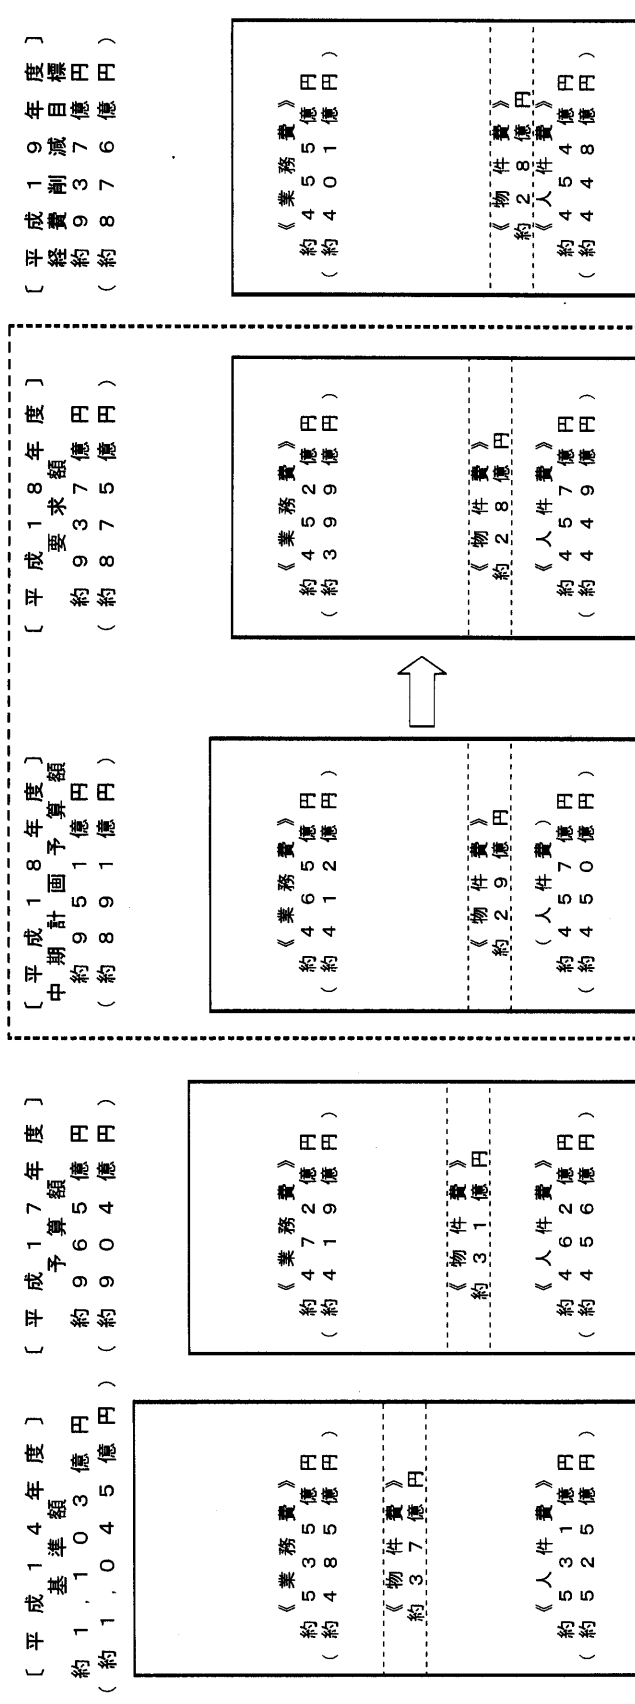 ［平成14年度］
基準額
約1,103億円
（約1,045億円）
《業務費》
約535億円
（約485億円）
《物件費》
約37億円
《人件費》
約531億円
（約525億円）
［平成17年度］
予算額
約965億円
（約904億円）
《業務費》
約472億円
（約419億円）
《物件費》
約31億円
《人件費》
約462億円
（約456億円）
［平成18年度］
中期計画予算額
約951億円
（約891億円）
《業務費》
約465億円
（約412億円）
《物件費》
約29億円
（人件費）
約457億円
（約450億円）
［平成18年度］
要求額
約937億円
（約875億円）
《業務費》
約452億円
（約399億円）
《物件費》
約28億円
《人件費》
約457億円
（約449億円）
［平成19年度］
経費削減目標
約937億円
（約876億円）
《業務費》
約455億円
（約401億円）
《物件費》
約28億円
《人件費》
約454億円
（約448億円）